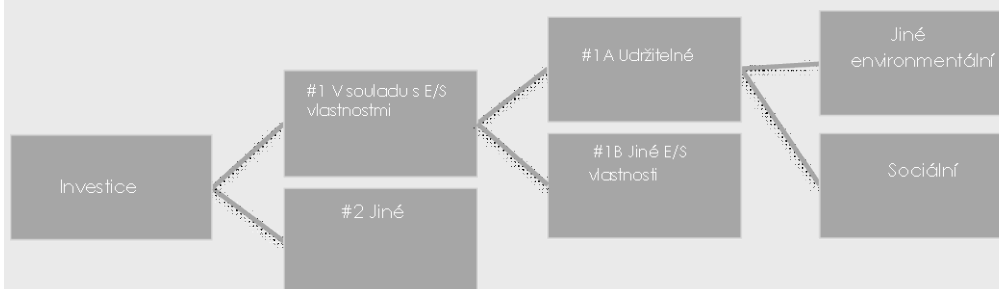 Investice
#1 V souladu s E/S
vlastnostmi
#2 Jiné
#1A Udržitelné
#1B Jiné E/S
vlastnosti
Jiné
environmentální
Sociální